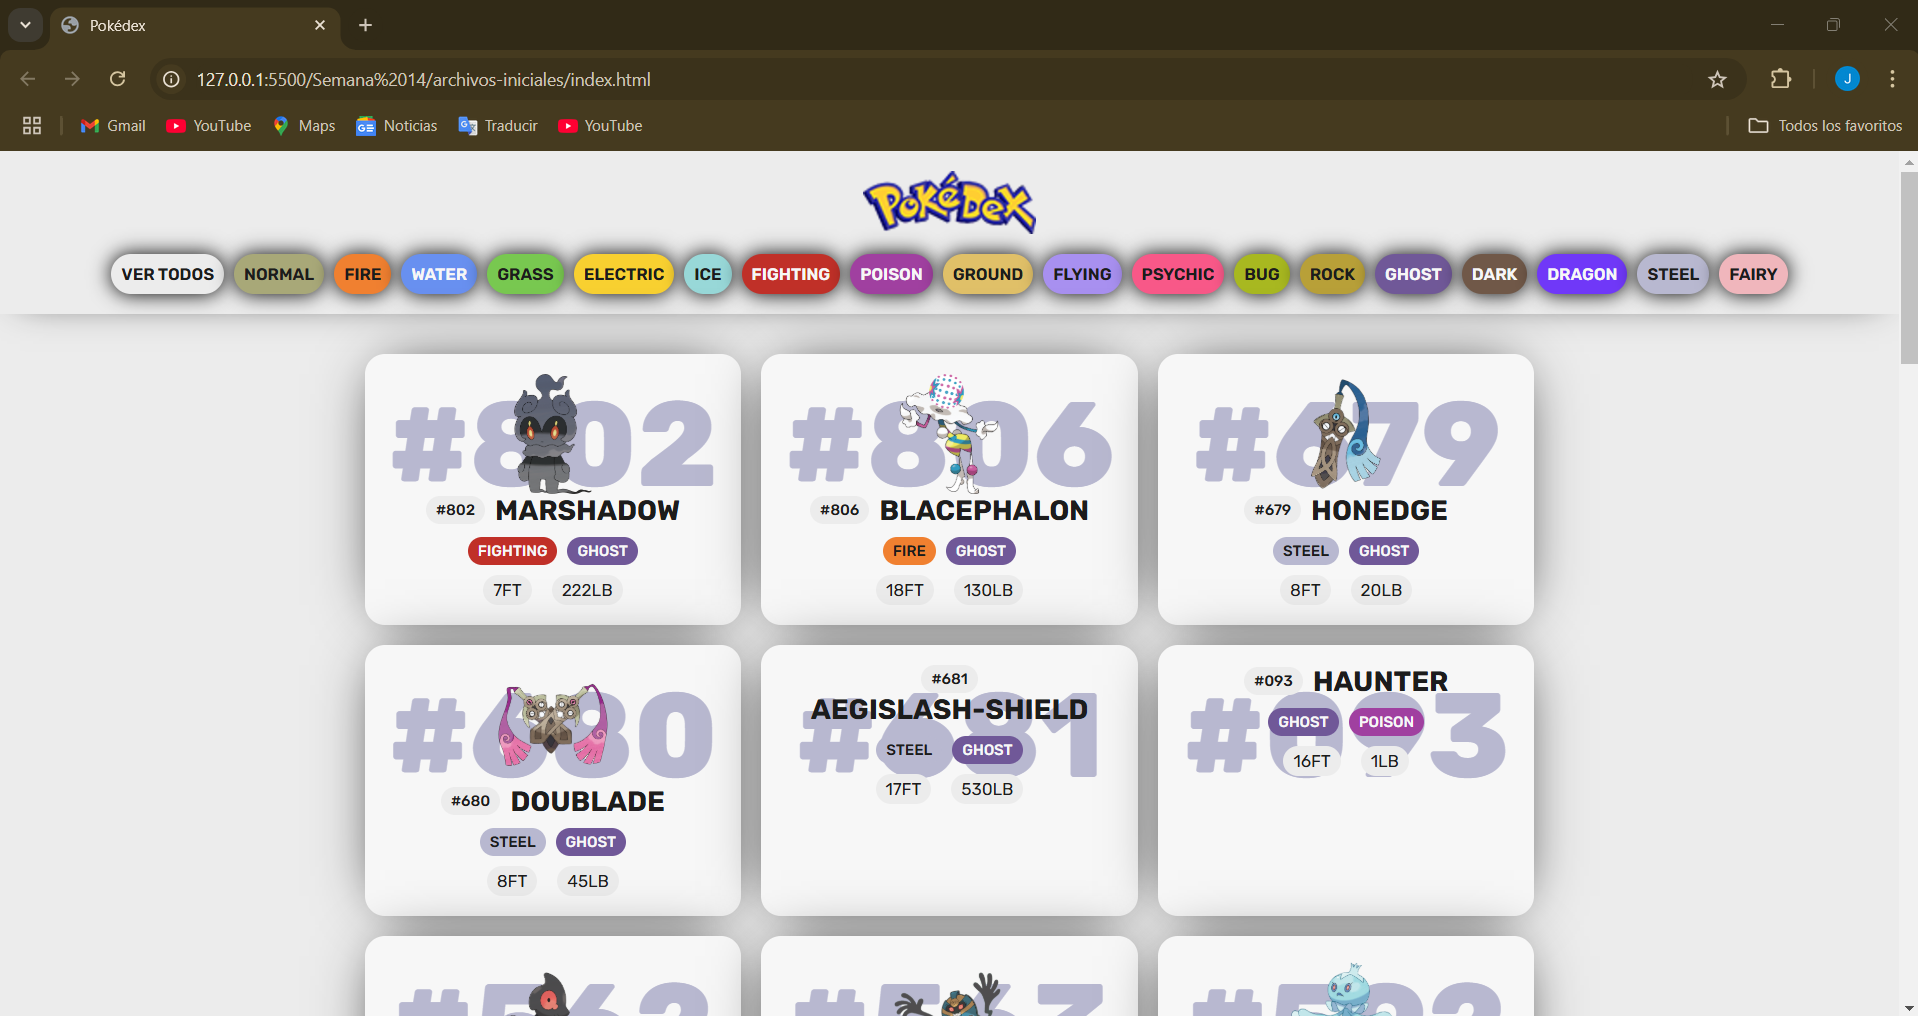 Pokédex
127.0.0.1:5500/Semana%2014/archivos-iniciales/index.html
J
Gmail YouTube Maps Noticias Traducir YouTube Todos los favoritos
PoKéDeX
VER TODOS NORMAL FIRE WATER GRASS ELECTRIC ICE FIGHTING POISON GROUND FLYING PSYCHIC BUG ROCK GHOST DARK DRAGON STEEL FAIRY
#802
#802 MARSHADOW
FIGHTING GHOST
7FT 222LB
#806
#806 BLACEPHALON
FIRE GHOST
18FT 130LB
#679
#679 HONEDGE
STEEL GHOST
8FT 20LB
#680
#680 DOUBLADE
STEEL GHOST
8FT 45LB
#681
#681
AEGISLASH-SHIELD
STEEL GHOST
17FT 530LB
#093
#093 HAUNTER
GHOST POISON
16FT 1LB